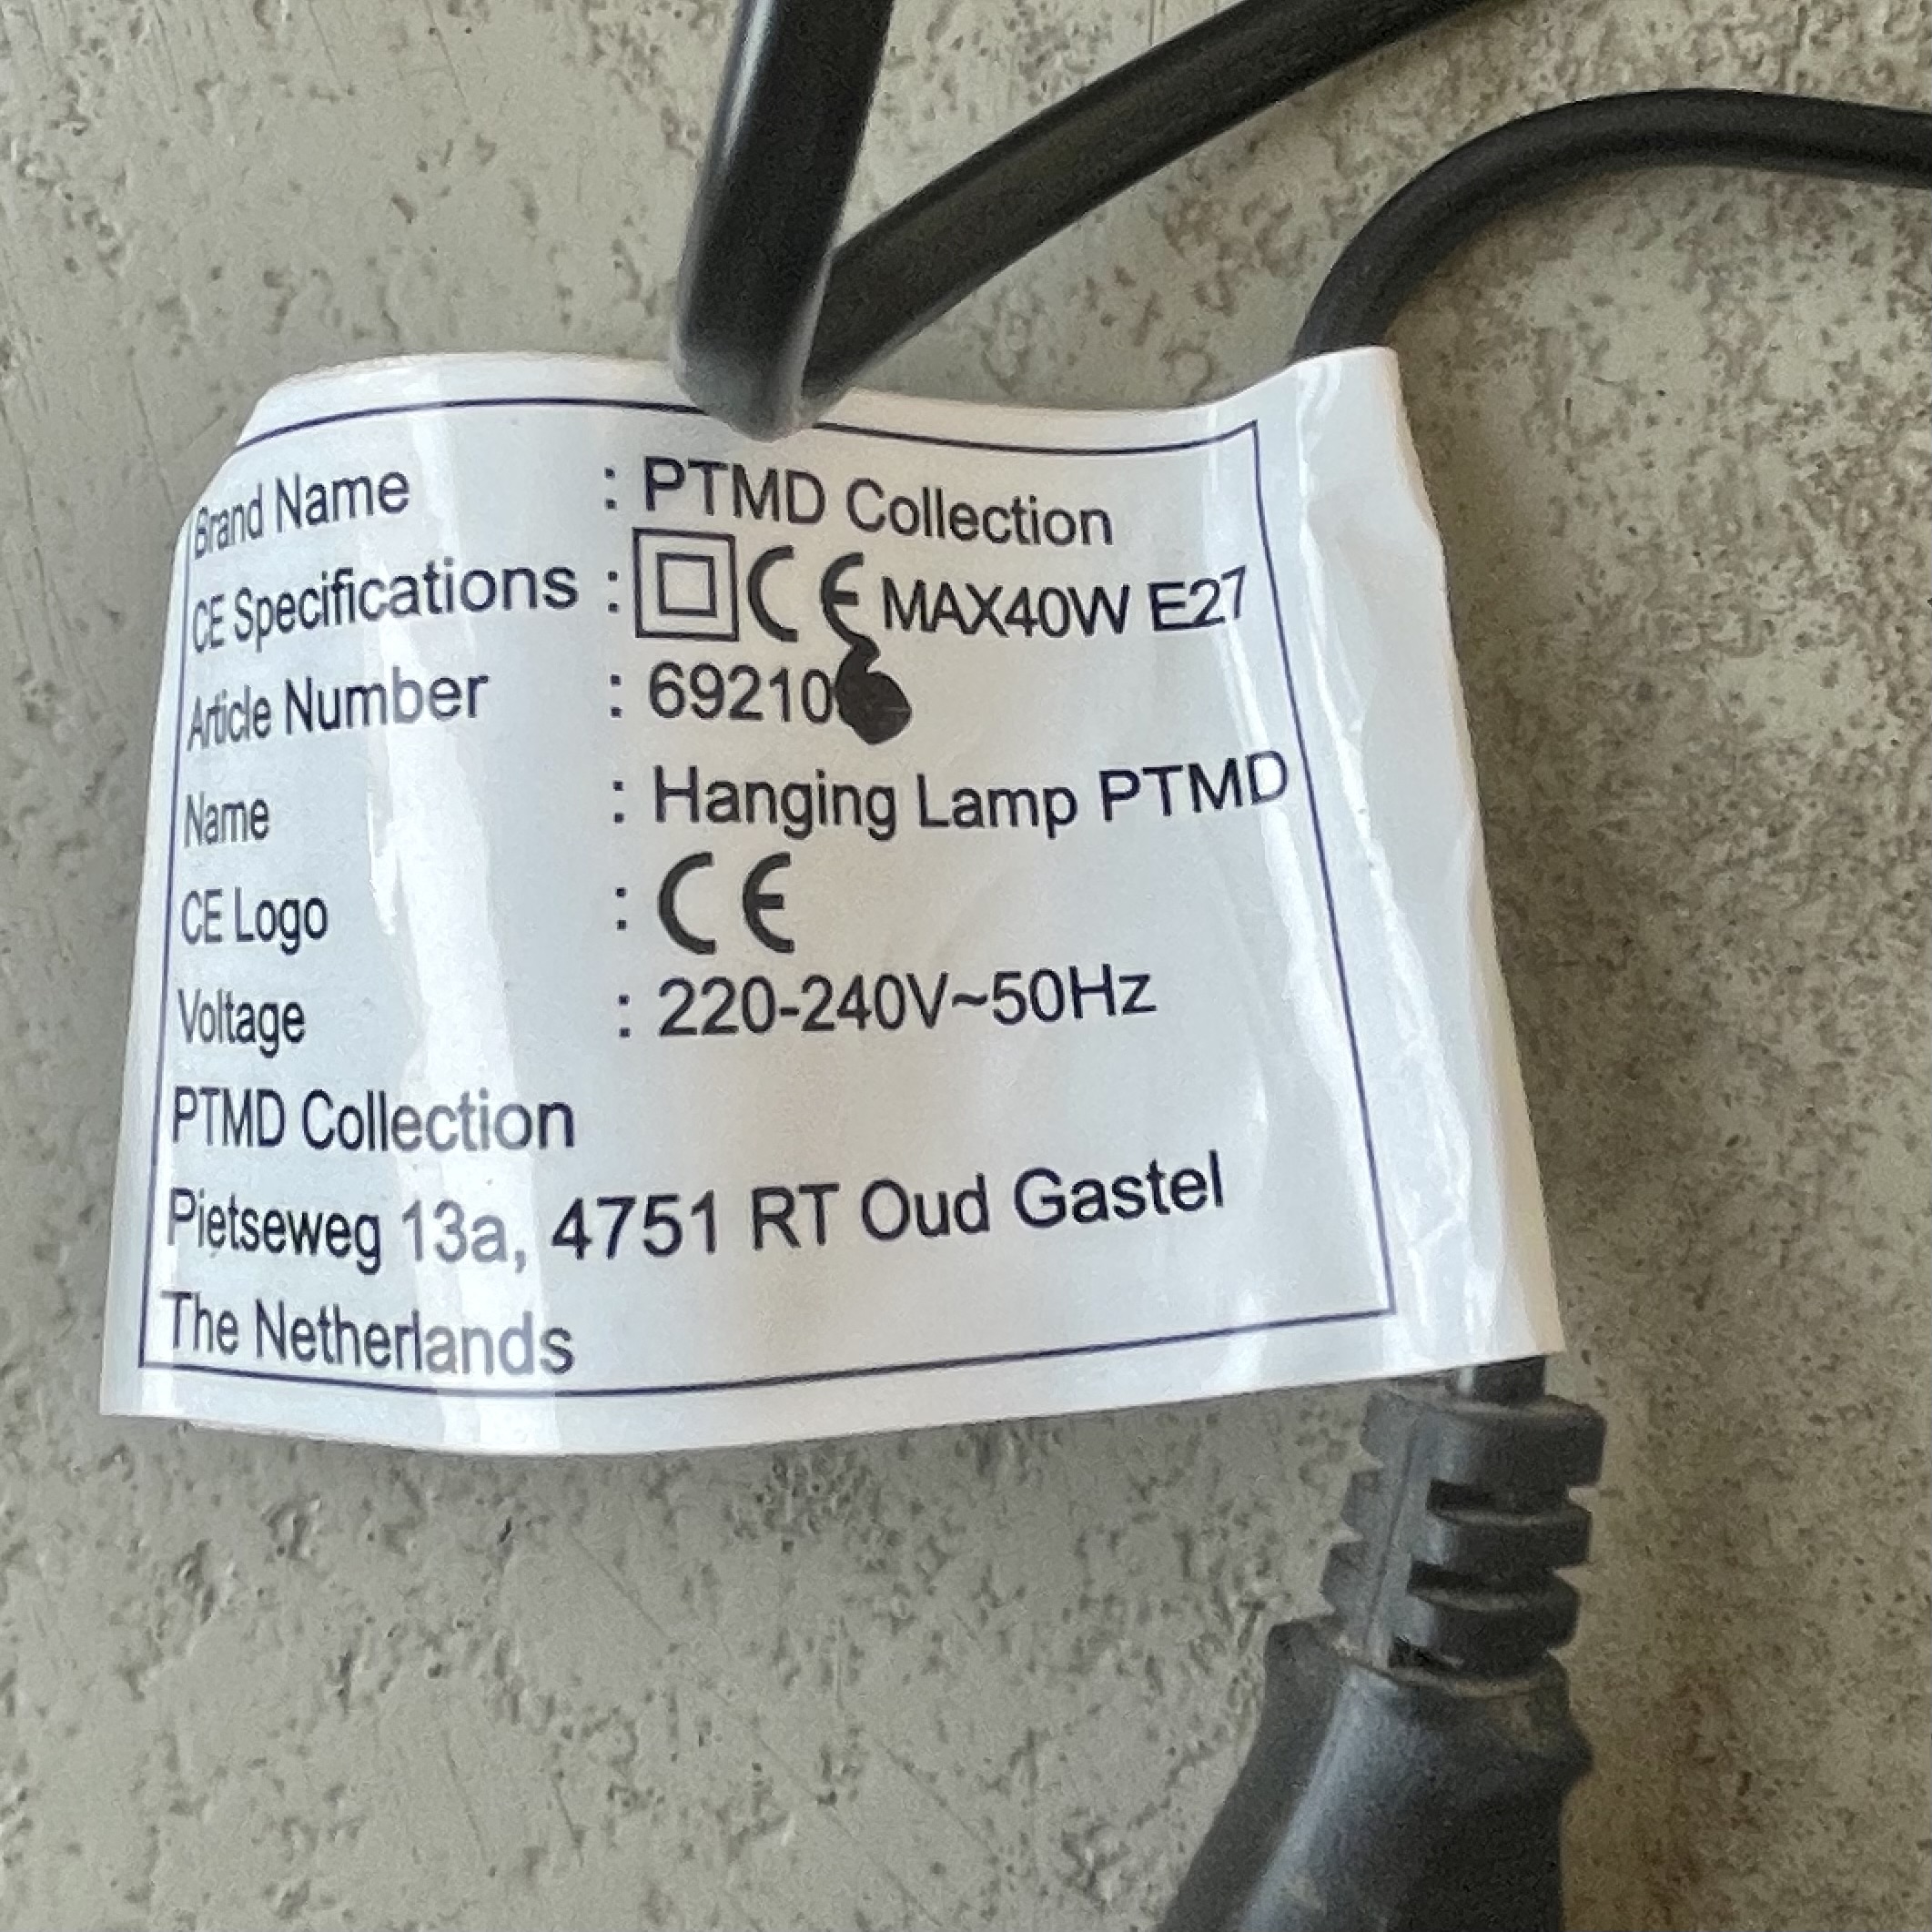 Brand Name : PTMD Collection
CE Specifications : CE MAX40W E27
Article Number : 69210
Name : Hanging Lamp PTMD
CE Logo : CE
Voltage : 220-240V~50Hz
PTMD Collection
Pietseweg 13a, 4751 RT Oud Gastel
The Netherlands